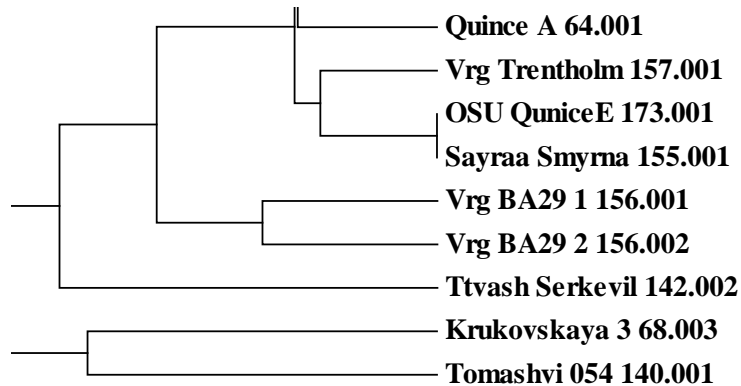 Quince A 64.001
Vrg Trentholm 157.001
OSU QuniceE 173.001
Sayraa Smyrna 155.001
Vrg BA29 1 156.001
Vrg BA29 2 156.002
Ttvash Serkevil 142.002
Krukovskaya 3 68.003
Tomashvi 054 140.001